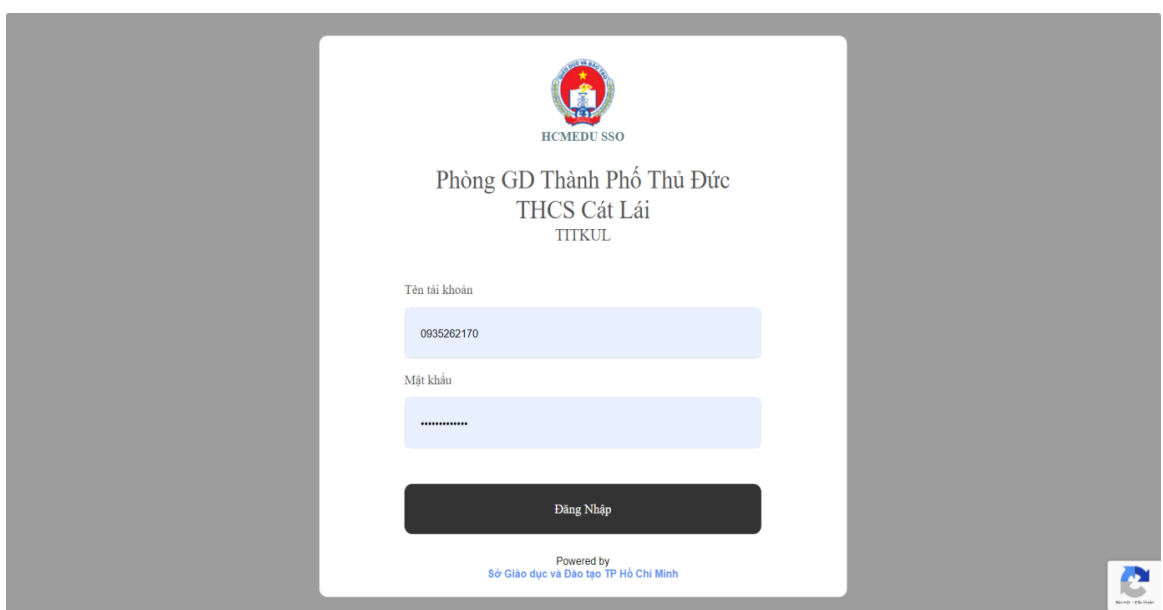 HCMEDU SSO
Phòng GD Thành Phố Thủ Đức
THCS Cát Lái
TITKUL
Tên tài khoản
0935262170
Mật khẩu
•••••••••••••
Đăng Nhập
Powered by
Sở Giáo dục và Đào tạo TP Hồ Chí Minh